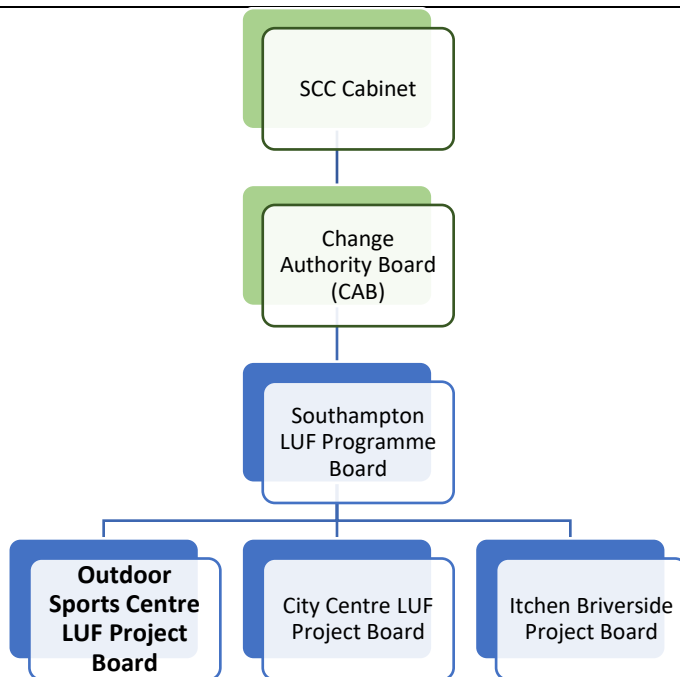 SCC Cabinet
Change
Authority Board
(CAB)
Southampton
LUF Programme
Board
Outdoor
Sports Centre
LUF Project
Board
City Centre LUF
Project Board
Itchen Briverside
Project Board